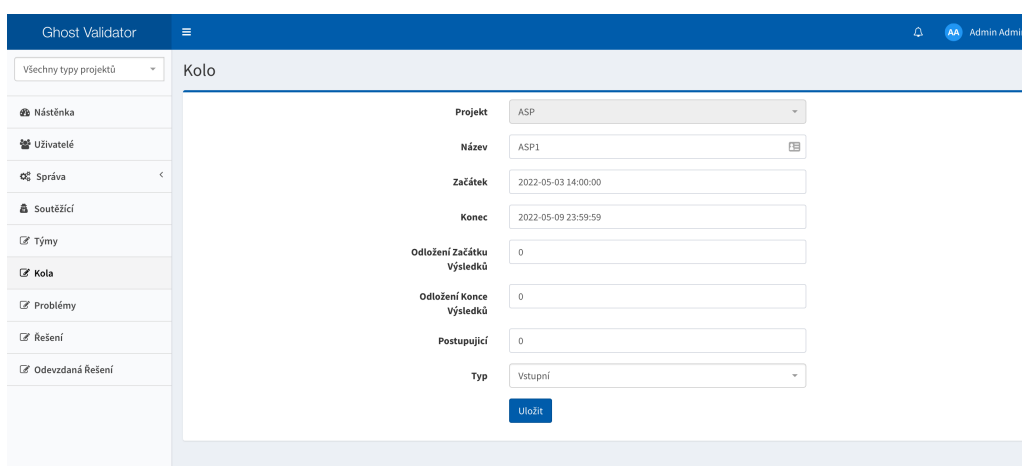 Ghost Validator
AA Admin Admi
Všechny typy projektů
Kolo
Nástěnka
Uživatelé
Správa
Soutěžící
Týmy
Kola
Problémy
Řešení
Odevzdaná Řešení
Projekt ASP
Název ASP1
Začátek 2022-05-03 14:00:00
Konec 2022-05-09 23:59:59
Odložení Začátku 0
Výsledků
Odložení Konce 0
Výsledků
Postupujicí 0
Typ Vstupní
Uložit